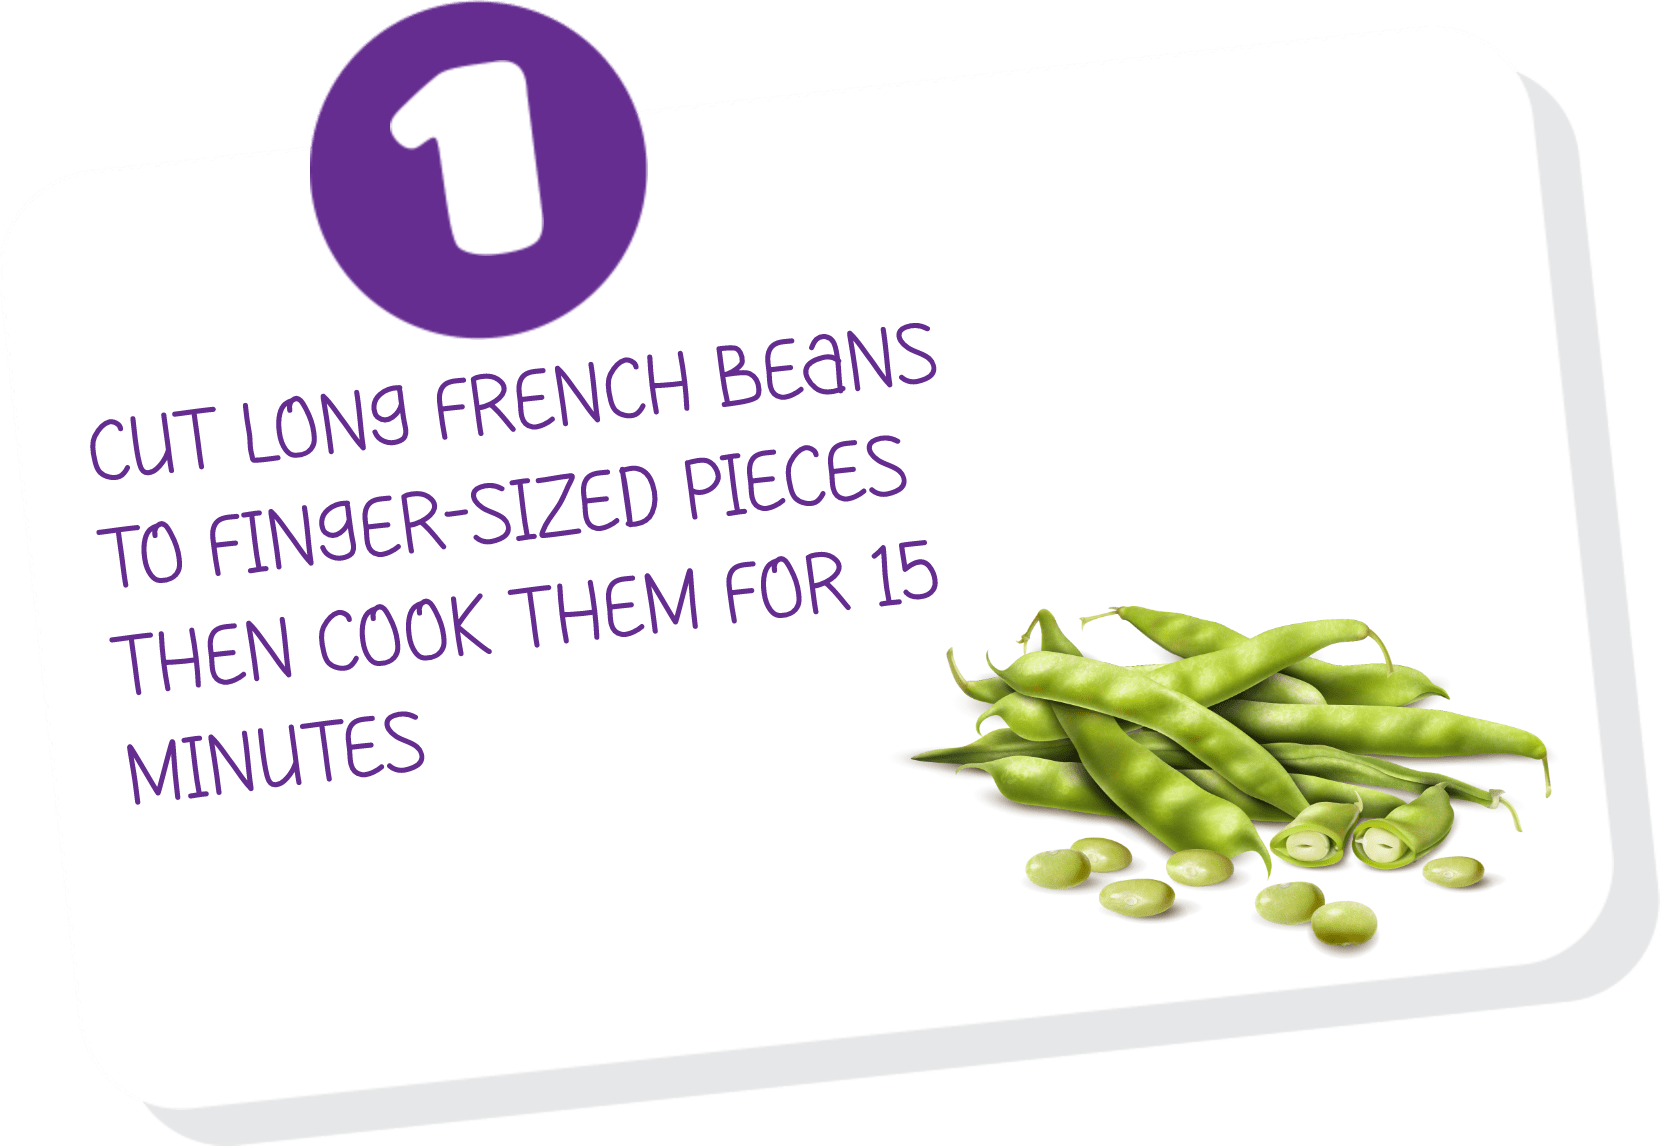 1
CUT LONG FRENCH BEANS
TO FINGER-SIZED PIECES
THEN COOK THEM FOR 15
MINUTES